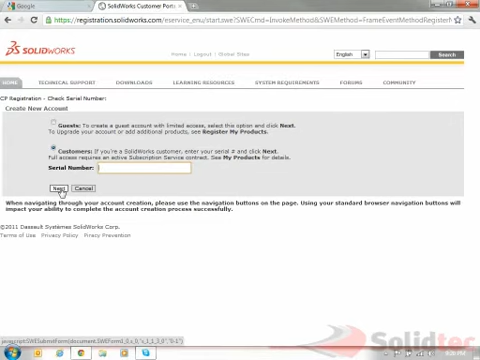 Google
SolidWorks Customer Port
https://registration.solidworks.com/eservice_enu/start.swe?SWECmd=InvokeMethod&SWEMethod=FrameEventMethodRegisterN
SOLIDWORKS
Home | Logout | Global Sites
English
Search
HOME TECHNICAL SUPPORT DOWNLOADS LEARNING RESOURCES SYSTEM REQUIREMENTS FORUMS COMMUNITY
CP Registration - Check Serial Number:
Create New Account
Guests: To create a guest account with limited access, select this option and click Next.
To Upgrade your account or add additional products, see Register My Products.
Customers: If you're a SolidWorks customer, enter your serial # and click Next.
Full access requires an active Subscription Service contract. See My Products for details.
Serial Number:
Next Cancel
When navigating through your account creation, please use the navigation buttons on the page. Using your standard browser navigation buttons will
impact your ability to complete the account creation process successfully.
©2011 Dassault Systèmes SolidWorks Corp.
Terms of Use Privacy Policy Piracy Prevention
Solidtec